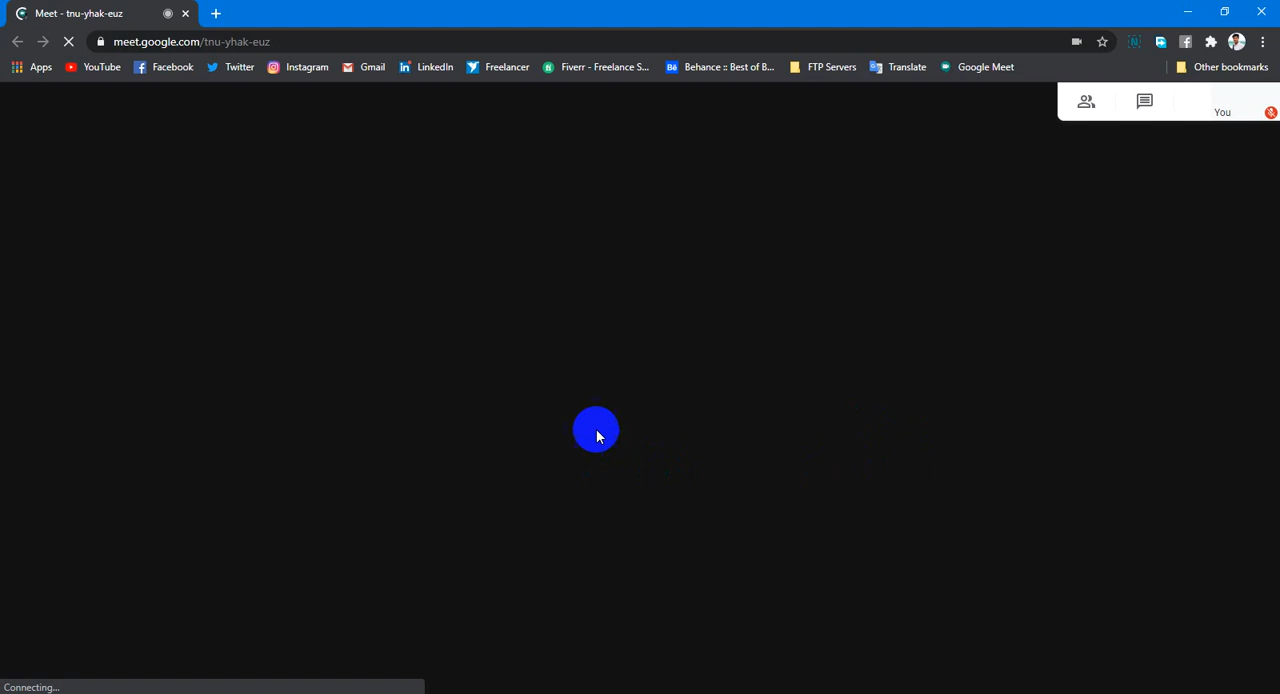 Meet - tnu-yhak-euz
meet.google.com/tnu-yhak-euz
Apps YouTube Facebook Twitter Instagram Gmail LinkedIn Freelancer Fiverr - Freelance S... Behance :: Best of B... FTP Servers Translate Google Meet Other bookmarks
You
Connecting...